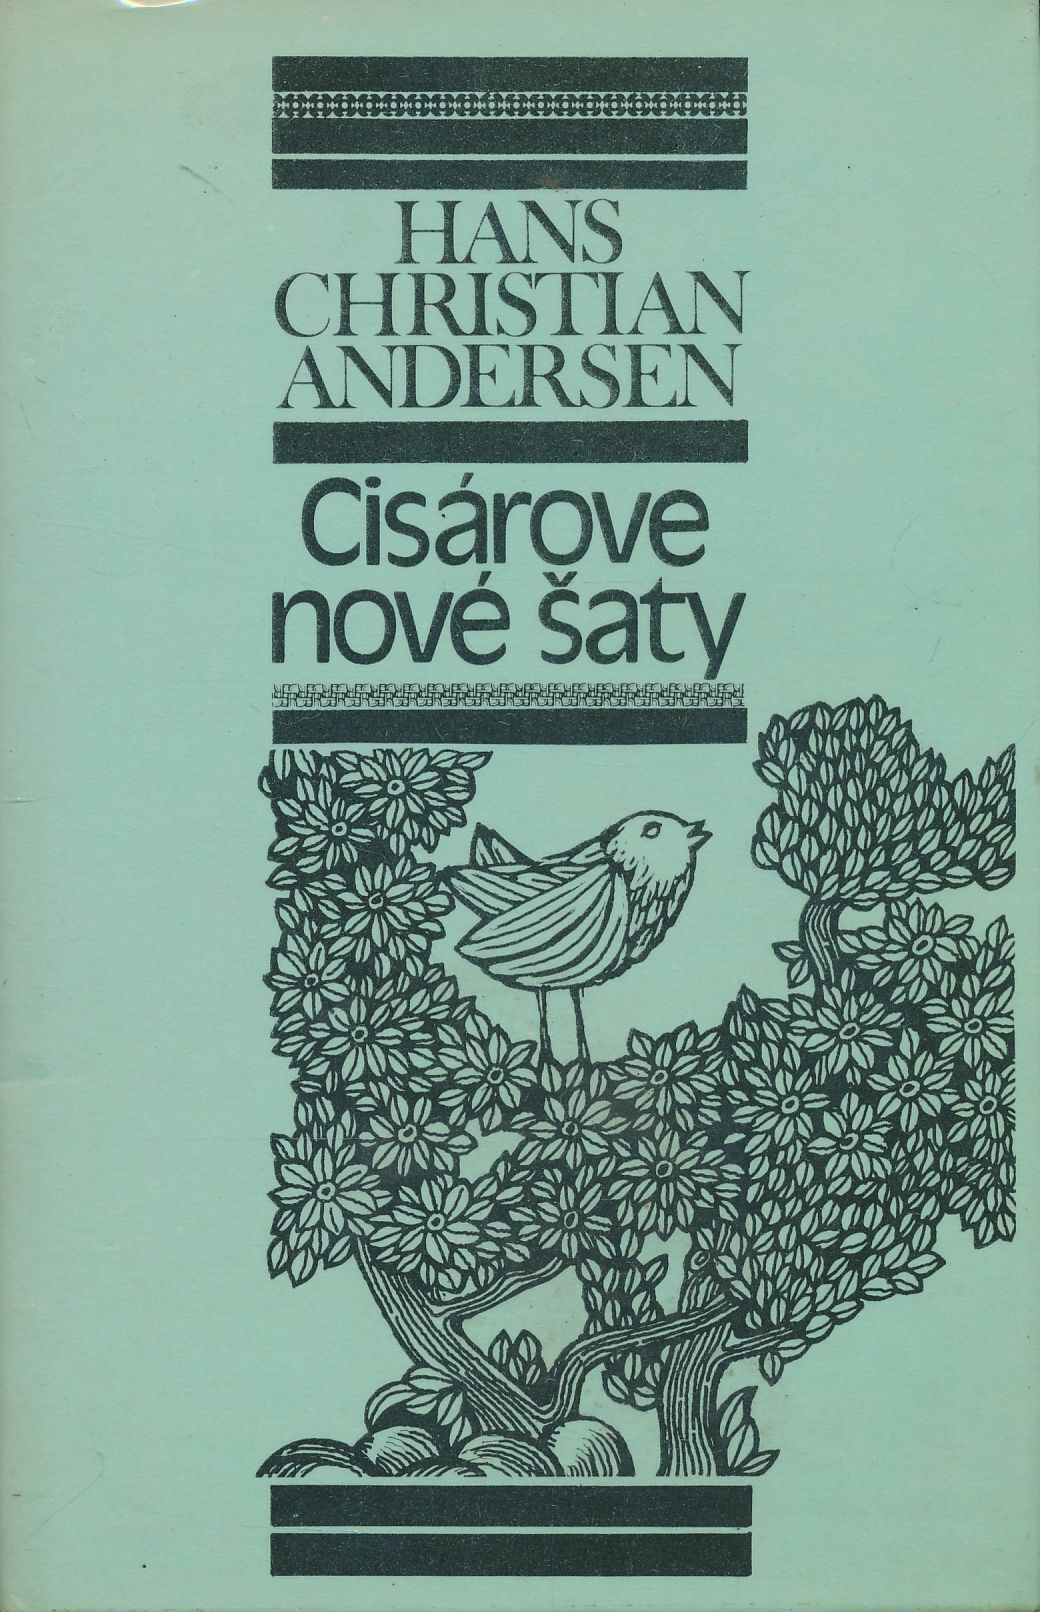 HANS
CHRISTIAN
ANDERSEN
Cisárove
nové šaty